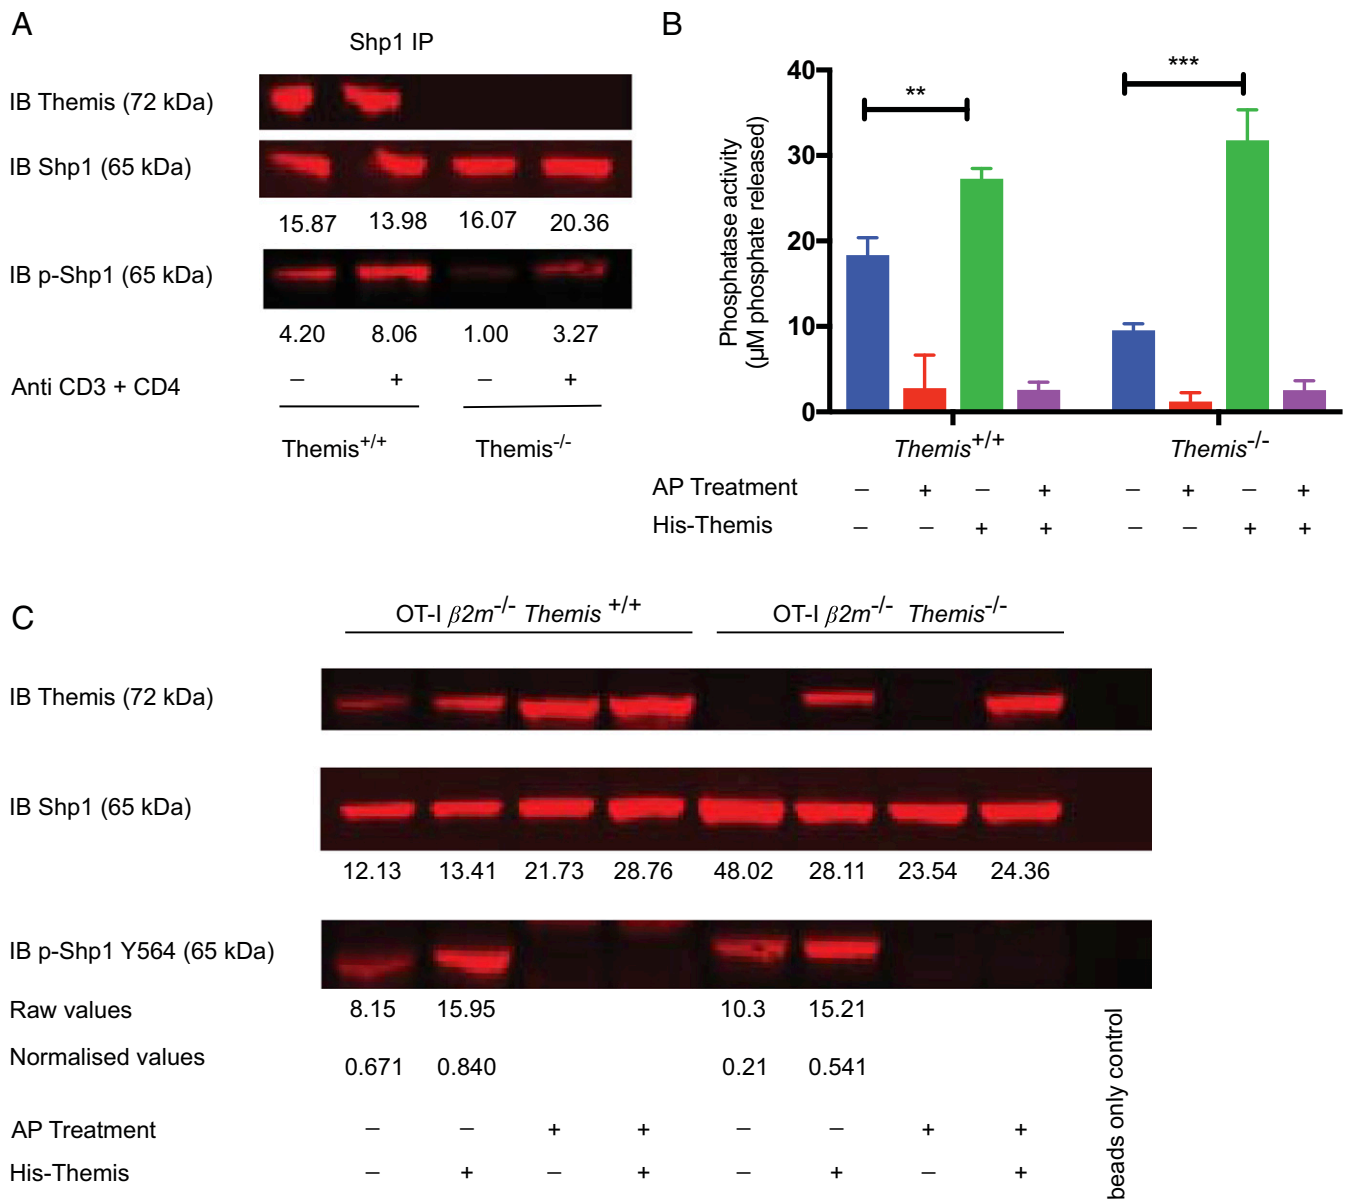 A
Shp1 IP
IB Themis (72 kDa)
IB Shp1 (65 kDa)
15.87 13.98 16.07 20.36
IB p-Shp1 (65 kDa)
4.20 8.06 1.00 3.27
Anti CD3 + CD4 – + – +
Themis+/+ Themis-/-
B
Phosphatase activity
(µM phosphate released)
40
30
20
10
0
** ***
Themis+/+ Themis-/-
AP Treatment – + – + – + – +
His-Themis – – + + – – + +
C
OT-I β2m-/- Themis +/+ OT-I β2m-/- Themis-/-
IB Themis (72 kDa)
IB Shp1 (65 kDa)
12.13 13.41 21.73 28.76 48.02 28.11 23.54 24.36
IB p-Shp1 Y564 (65 kDa)
Raw values 8.15 15.95 10.3 15.21
Normalised values 0.671 0.840 0.21 0.541
AP Treatment – – + + – – + +
His-Themis – + – + – + – +
beads only control